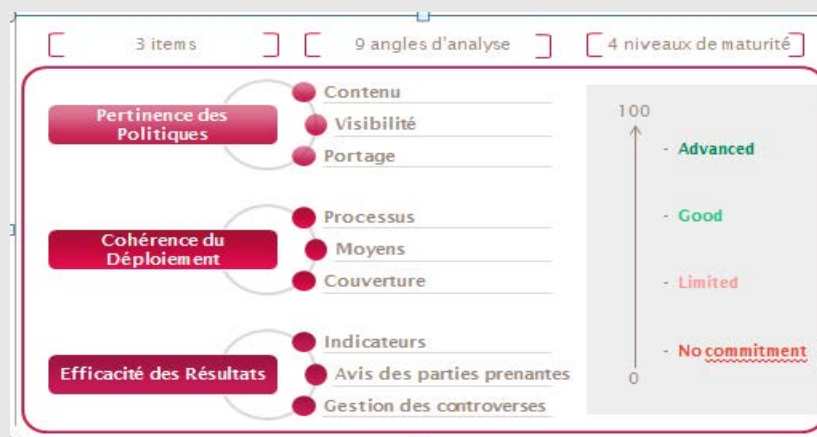 3 items
9 angles d'analyse
4 niveaux de maturité
Pertinence des
Politiques
Contenu
Visibilité
Portage
Cohérence du
Déploiement
Processus
Moyens
Couverture
Efficacité des Résultats
Indicateurs
Avis des parties prenantes
Gestion des controverses
100
- Advanced
- Good
- Limited
- No commitment
0